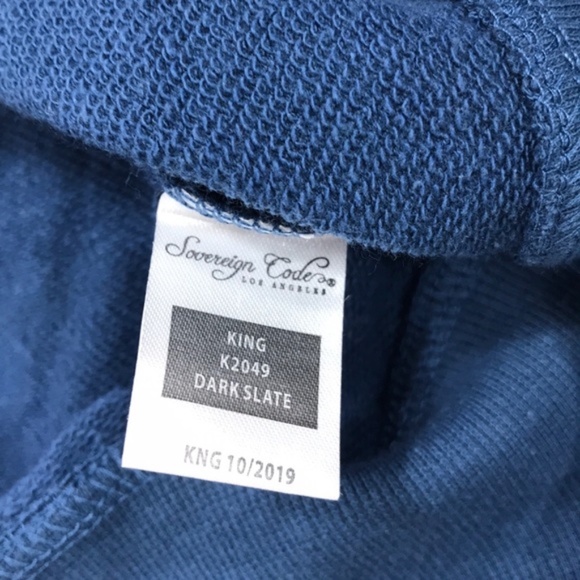 Sovereign Code®
LOS ANGELES
KING
K2049
DARK SLATE
KNG 10/2019